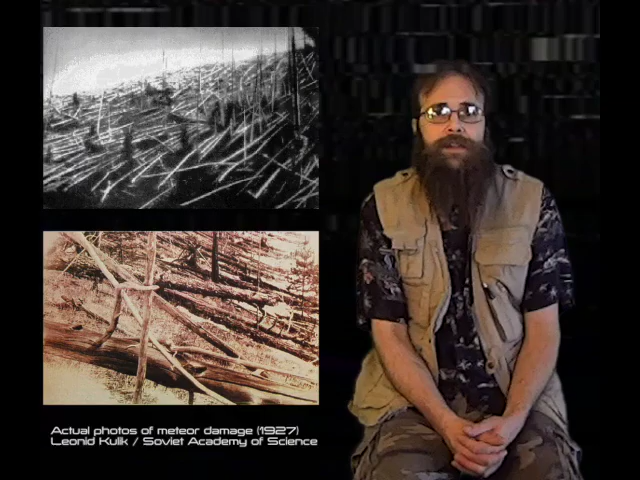 Actual photos of meteor damage (1927)
Leonid Kulik / Soviet Academy of Science